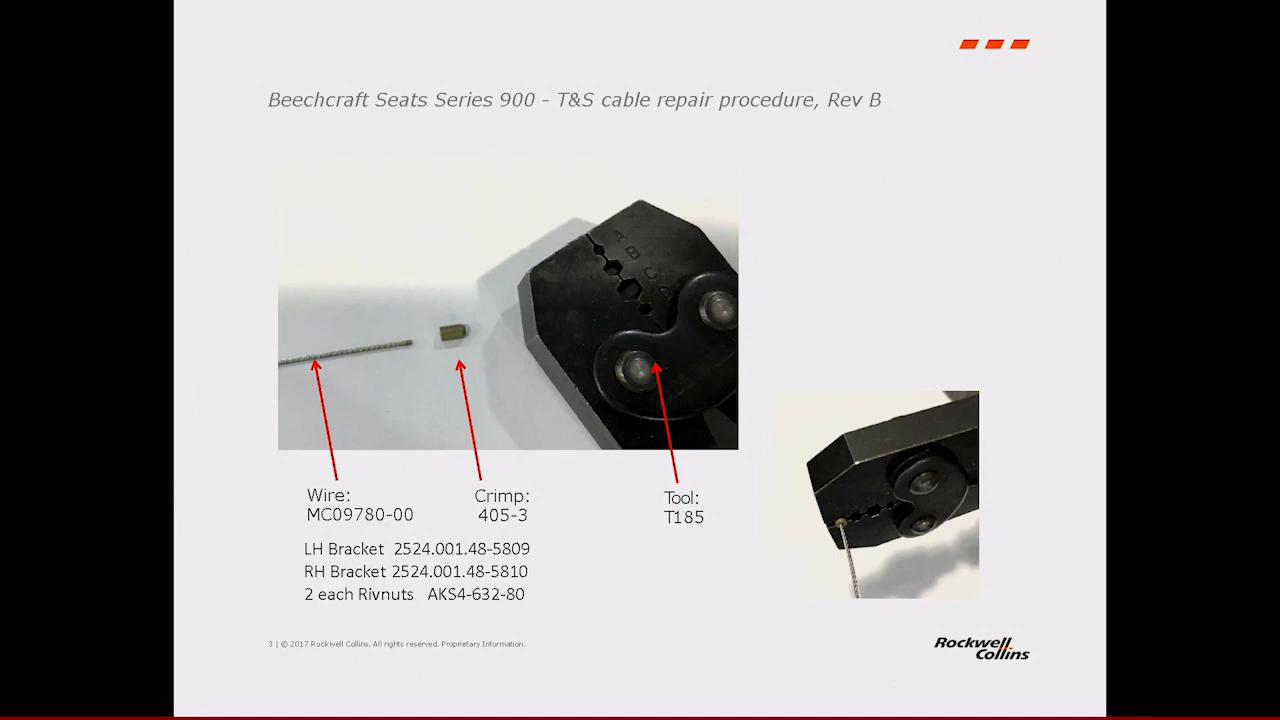 Beechcraft Seats Series 900 - T&S cable repair procedure, Rev B
A
B
C
D
Wire:
MC09780-00
Crimp:
405-3
Tool:
T185
LH Bracket 2524.001.48-5809
RH Bracket 2524.001.48-5810
2 each Rivnuts AKS4-632-80
3 | © 2017 Rockwell Collins. All rights reserved. Proprietary Information.
Rockwell
Collins